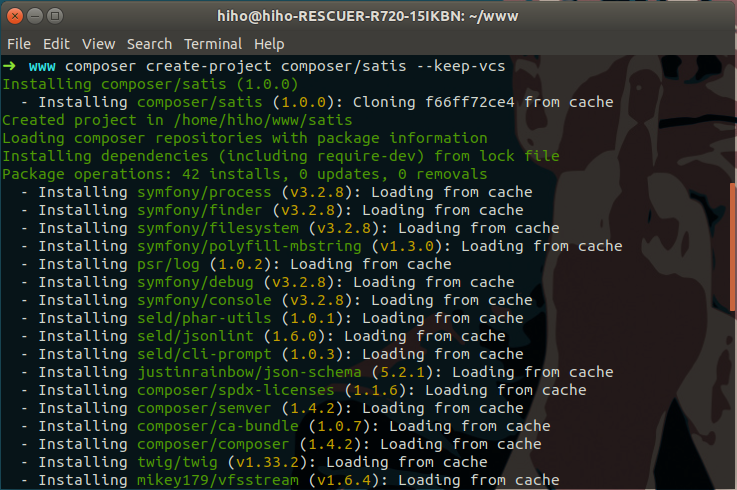 hiho@hiho-RESCUER-R720-15IKBN: ~/www
File Edit View Search Terminal Help
➜ www composer create-project composer/satis --keep-vcs
Installing composer/satis (1.0.0)
- Installing composer/satis (1.0.0): Cloning f66ff72ce4 from cache
Created project in /home/hiho/www/satis
Loading composer repositories with package information
Installing dependencies (including require-dev) from lock file
Package operations: 42 installs, 0 updates, 0 removals
- Installing symfony/process (v3.2.8): Loading from cache
- Installing symfony/finder (v3.2.8): Loading from cache
- Installing symfony/filesystem (v3.2.8): Loading from cache
- Installing symfony/polyfill-mbstring (v1.3.0): Loading from cache
- Installing psr/log (1.0.2): Loading from cache
- Installing symfony/debug (v3.2.8): Loading from cache
- Installing symfony/console (v3.2.8): Loading from cache
- Installing seld/phar-utils (1.0.1): Loading from cache
- Installing seld/jsonlint (1.6.0): Loading from cache
- Installing seld/cli-prompt (1.0.3): Loading from cache
- Installing justinrainbow/json-schema (5.2.1): Loading from cache
- Installing composer/spdx-licenses (1.1.6): Loading from cache
- Installing composer/semver (1.4.2): Loading from cache
- Installing composer/ca-bundle (1.0.7): Loading from cache
- Installing composer/composer (1.4.2): Loading from cache
- Installing twig/twig (v1.33.2): Loading from cache
- Installing mikey179/vfsstream (v1.6.4): Loading from cache